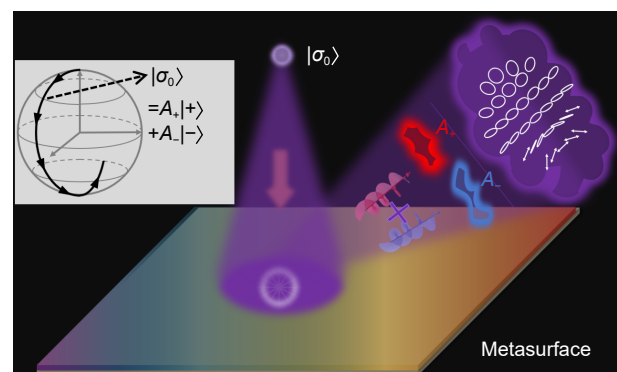 |σ₀⟩
|σ₀⟩
=A₊|+⟩
+A₋|−⟩
A₊
A₋
Metasurface